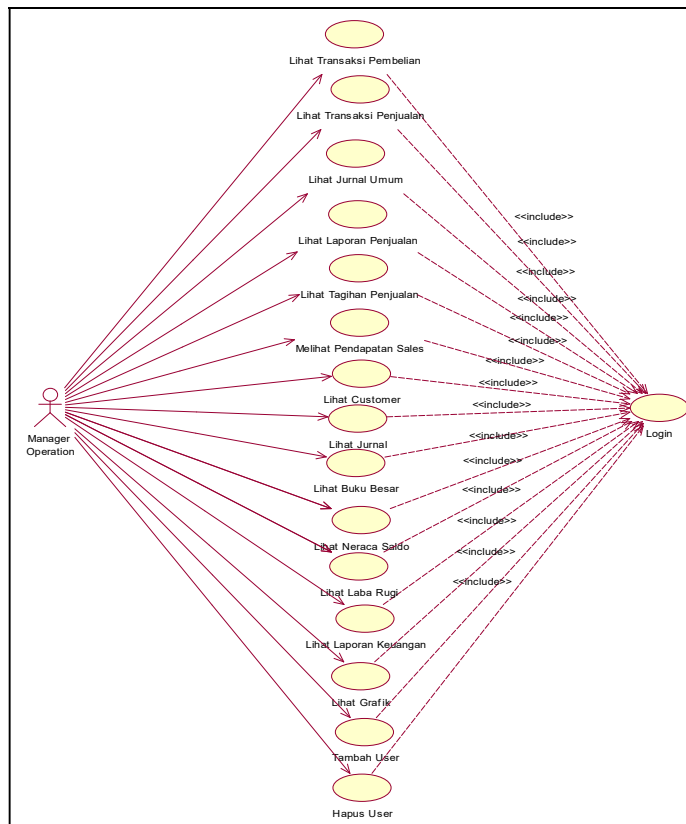 Lihat Transaksi Pembelian
Lihat Transaksi Penjualan
Lihat Jurnal Umum
<<include>>
Lihat Laporan Penjualan
<<include>>
<<include>>
Lihat Tagihan Penjualan
<<include>>
<<include>>
Melihat Pendapatan Sales
<<include>>
<<include>>
Lihat Customer
<<include>>
Manager
Operation
Login
Lihat Jurnal
<<include>>
<<include>>
Lihat Buku Besar
<<include>>
<<include>>
Lihat Neraca Saldo
<<include>>
<<include>>
Lihat Laba Rugi
Lihat Laporan Keuangan
Lihat Grafik
Tambah User
Hapus User